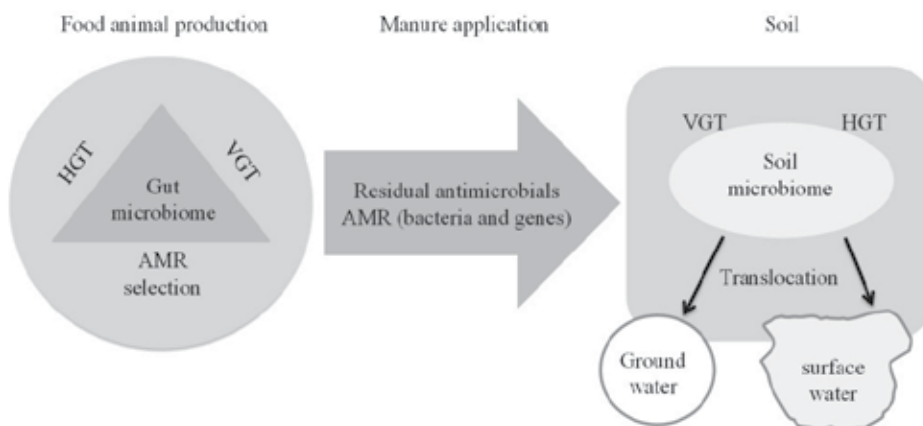 Food animal production
Manure application
Soil
HGT
VGT
Gut
microbiome
AMR
selection
Residual antimicrobials
AMR (bacteria and genes)
VGT
HGT
Soil
microbiome
Translocation
Ground
water
surface
water